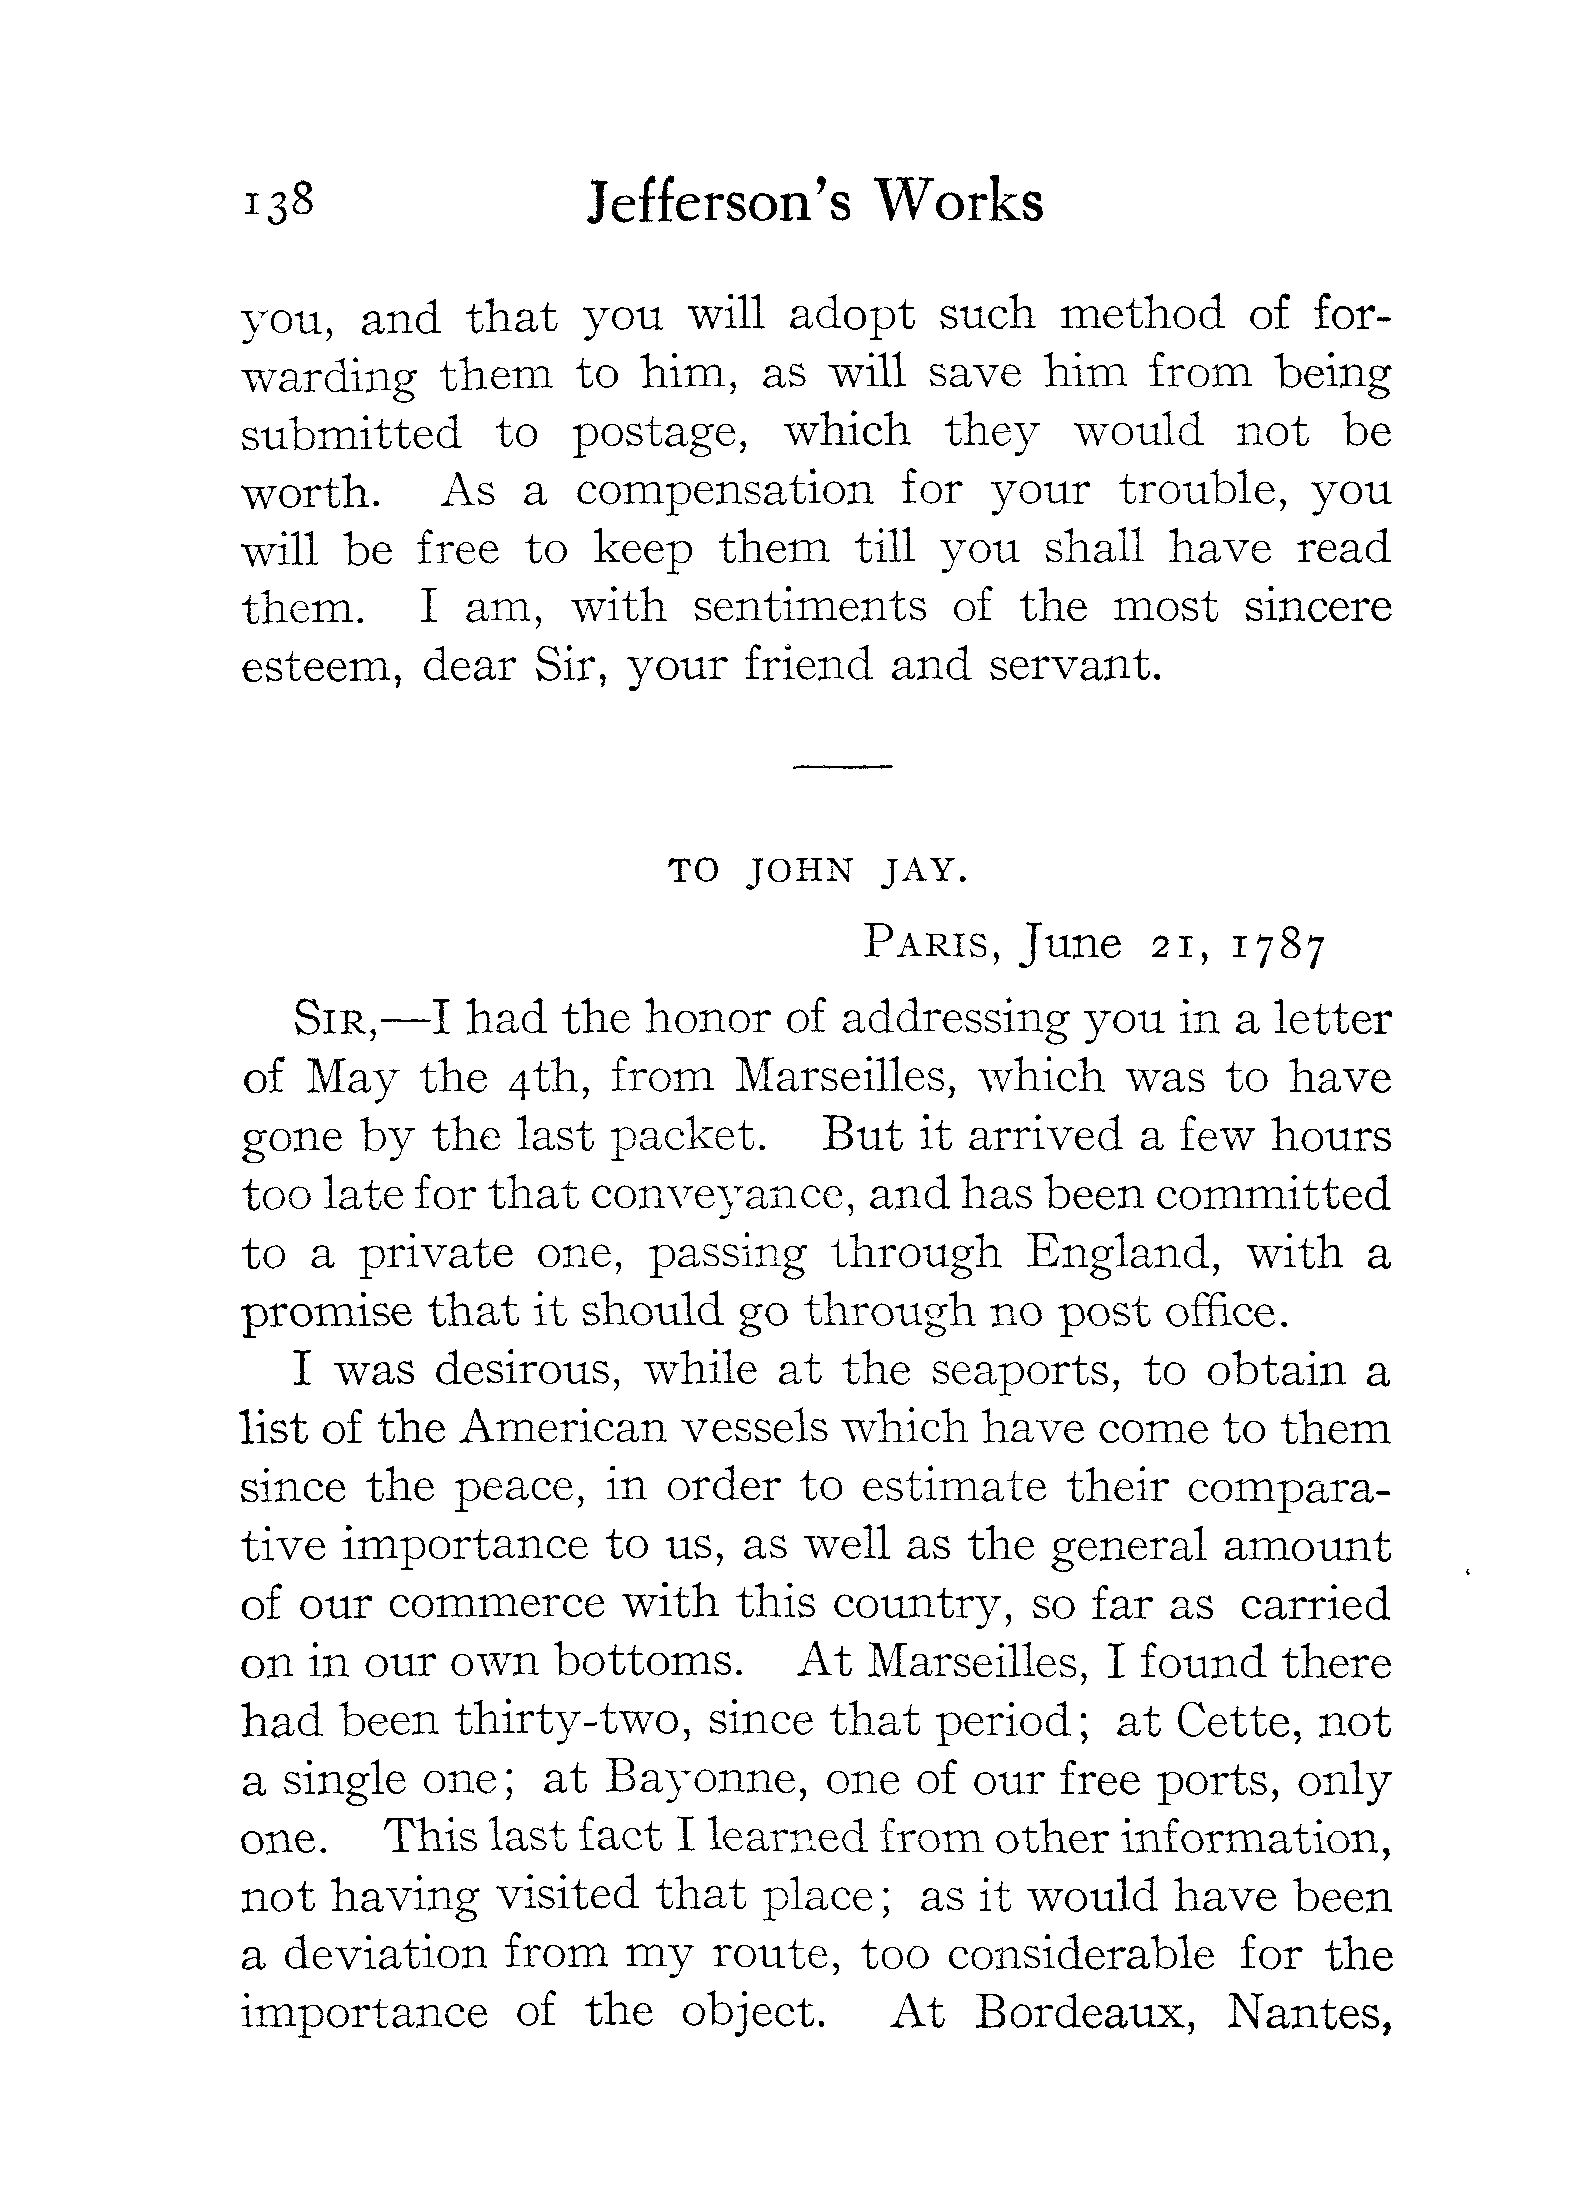 138 Jefferson's Works
you, and that you will adopt such method of for-
warding them to him, as will save him from being
submitted to postage, which they would not be
worth. As a compensation for your trouble, you
will be free to keep them till you shall have read
them. I am, with sentiments of the most sincere
esteem, dear Sir, your friend and servant.
TO JOHN JAY.
PARIS, June 21, 1787
SIR,—I had the honor of addressing you in a letter
of May the 4th, from Marseilles, which was to have
gone by the last packet. But it arrived a few hours
too late for that conveyance, and has been committed
to a private one, passing through England, with a
promise that it should go through no post office.
I was desirous, while at the seaports, to obtain a
list of the American vessels which have come to them
since the peace, in order to estimate their compara-
tive importance to us, as well as the general amount
of our commerce with this country, so far as carried
on in our own bottoms. At Marseilles, I found there
had been thirty-two, since that period; at Cette, not
a single one; at Bayonne, one of our free ports, only
one. This last fact I learned from other information,
not having visited that place; as it would have been
a deviation from my route, too considerable for the
importance of the object. At Bordeaux, Nantes,